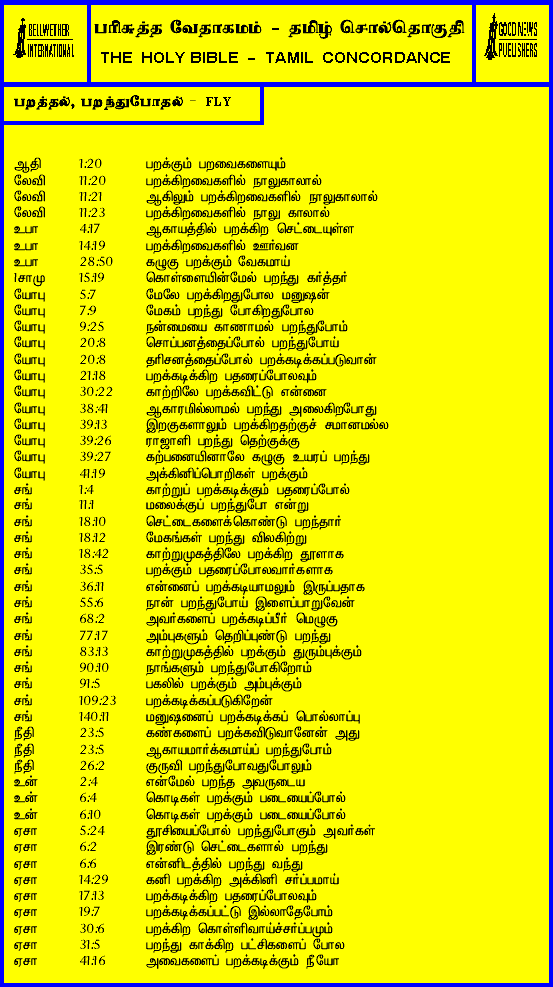 BELLWETHER
INTERNATIONAL
பரிசுத்த வேதாகமம் - தமிழ் சொல்தொகுதி
THE HOLY BIBLE - TAMIL CONCORDANCE
GOOD NEWS
PUBLISHERS
பறத்தல், பறந்துபோதல் - FLY
ஆதி 1:20 பறக்கும் பறவைகளையும்
லேவி 11:20 பறக்கிறவைகளில் நாலுகாலால்
லேவி 11:21 ஆகிலும் பறக்கிறவைகளில் நாலுகாலால்
லேவி 11:23 பறக்கிறவைகளில் நாலு காலால்
உபா 4:17 ஆகாயத்தில் பறக்கிற செட்டையுள்ள
உபா 14:19 பறக்கிறவைகளில் ஊர்வன
உபா 28:50 கழுகு பறக்கும் வேகமாய்
1சாமு 15:19 கொள்ளையின்மேல் பறந்து கர்த்தர்
யோபு 5:7 மேலே பறக்கிறதுபோல மனுஷன்
யோபு 7:9 மேகம் பறந்து போகிறதுபோல
யோபு 9:25 நன்மையை காணாமல் பறந்துபோம்
யோபு 20:8 சொப்பனத்தைப்போல் பறந்துபோய்
யோபு 20:8 தரிசனத்தைப்போல் பறக்கடிக்கப்படுவான்
யோபு 21:18 பறக்கடிக்கிற பதரைப்போலவும்
யோபு 30:22 காற்றிலே பறக்கவிட்டு என்னை
யோபு 38:41 ஆகாரமில்லாமல் பறந்து அலைகிறபோது
யோபு 39:13 இறகுகளாலும் பறக்கிறதற்குச் சமானமல்ல
யோபு 39:26 ராஜாளி பறந்து தெற்குக்கு
யோபு 39:27 கற்பனையினாலே கழுகு உயரப் பறந்து
யோபு 41:19 அக்கினிப்பொறிகள் பறக்கும்
சங் 1:4 காற்றுப் பறக்கடிக்கும் பதரைப்போல்
சங் 11:1 மலைக்குப் பறந்துபோ என்று
சங் 18:10 செட்டைகளைக்கொண்டு பறந்தார்
சங் 18:12 மேகங்கள் பறந்து விலகிற்று
சங் 18:42 காற்றுமுகத்திலே பறக்கிற தூளாக
சங் 35:5 பறக்கும் பதரைப்போலவார்களாக
சங் 36:11 என்னைப் பறக்கடியாமலும் இருப்பதாக
சங் 55:6 நான் பறந்துபோய் இளைப்பாறுவேன்
சங் 68:2 அவர்களைப் பறக்கடிப்பீர் மெழுகு
சங் 77:17 அம்புகளும் தெறிப்புண்டு பறந்து
சங் 83:13 காற்றுமுகத்தில் பறக்கும் துரும்புக்கும்
சங் 90:10 நாங்களும் பறந்துபோகிறோம்
சங் 91:5 பகலில் பறக்கும் அம்புக்கும்
சங் 109:23 பறக்கடிக்கப்படுகிறேன்
சங் 140:11 மனுஷனைப் பறக்கடிக்கப் பொல்லாப்பு
நீதி 23:5 கண்களைப் பறக்கவிடுவானேன் அது
நீதி 23:5 ஆகாயமார்க்கமாய்ப் பறந்துபோம்
நீதி 26:2 குருவி பறந்துபோவதுபோலும்
உன் 2:4 என்மேல் பறந்த அவருடைய
உன் 6:4 கொடிகள் பறக்கும் படையைப்போல்
உன் 6:10 கொடிகள் பறக்கும் படையைப்போல்
ஏசா 5:24 தூசியைப்போல் பறந்துபோகும் அவர்கள்
ஏசா 6:2 இரண்டு செட்டைகளால் பறந்து
ஏசா 6:6 என்னிடத்தில் பறந்து வந்து
ஏசா 14:29 கனி பறக்கிற அக்கினி சர்ப்பமாய்
ஏசா 17:13 பறக்கடிக்கிற பதரைப்போலவும்
ஏசா 19:7 பறக்கடிக்கப்பட்டு இல்லாதேபோம்
ஏசா 30:6 பறக்கிற கொள்ளிவாய்ச்சர்ப்பமும்
ஏசா 31:5 பறந்து காக்கிற பட்சிகளைப் போல
ஏசா 41:16 அவைகளைப் பறக்கடிக்கும் நீயோ